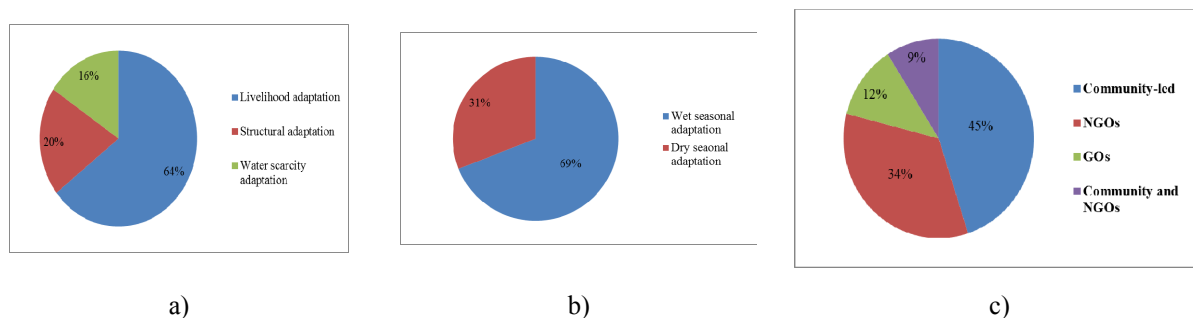 16%
20%
64%
Livelihood adaptation
Structural adaptation
Water scarcity
adaptation
a)
31%
69%
Wet seasonal
adaptation
Dry seaonal
adaptation
b)
9%
12%
45%
34%
Community-led
NGOs
GOs
Community and
NGOs
c)